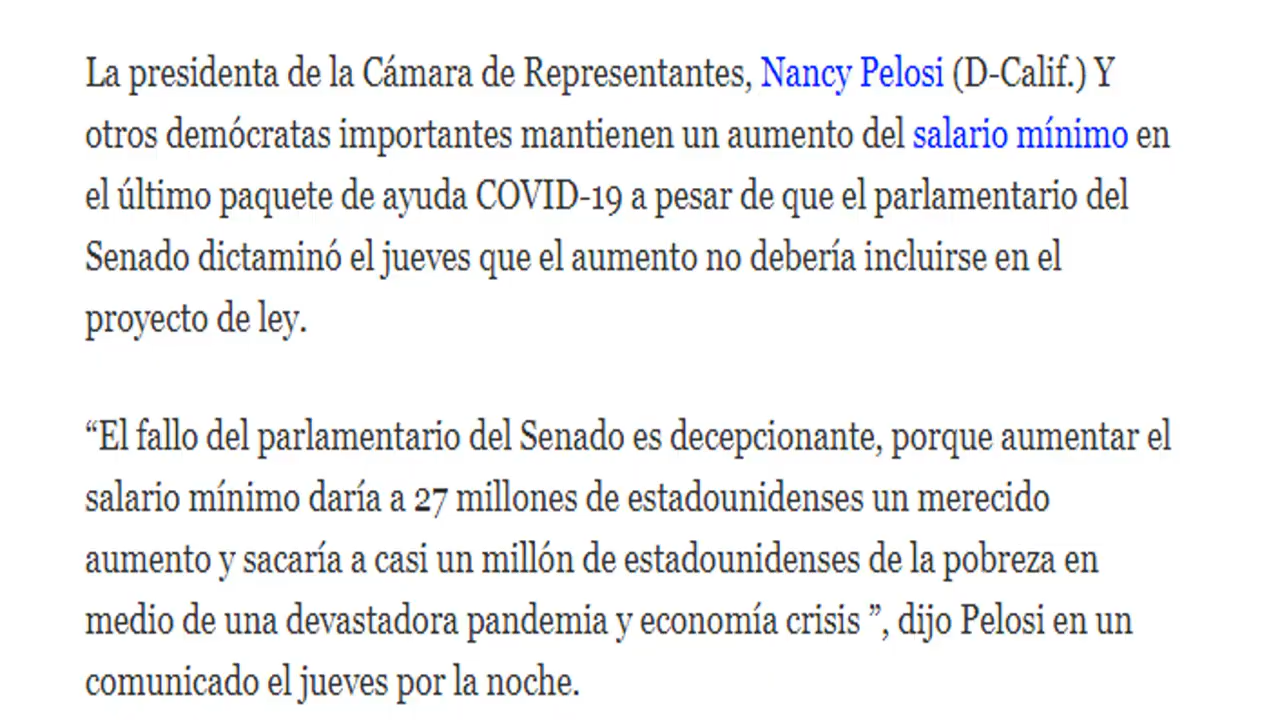 La presidenta de la Cámara de Representantes, Nancy Pelosi (D-Calif.) Y
otros demócratas importantes mantienen un aumento del salario mínimo en
el último paquete de ayuda COVID-19 a pesar de que el parlamentario del
Senado dictaminó el jueves que el aumento no debería incluirse en el
proyecto de ley.
“El fallo del parlamentario del Senado es decepcionante, porque aumentar el
salario mínimo daría a 27 millones de estadounidenses un merecido
aumento y sacaría a casi un millón de estadounidenses de la pobreza en
medio de una devastadora pandemia y economía crisis ”, dijo Pelosi en un
comunicado el jueves por la noche.